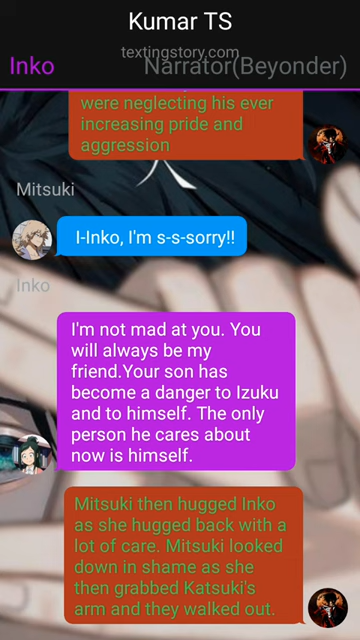 Kumar TS
textingstory.com
Inko
Narrator(Beyonder)
were neglecting his ever
increasing pride and
aggression
Mitsuki
I-Inko, I'm s-s-sorry!!
Inko
I'm not mad at you. You
will always be my
friend.Your son has
become a danger to Izuku
and to himself. The only
person he cares about
now is himself.
Mitsuki then hugged Inko
as she hugged back with a
lot of care. Mitsuki looked
down in shame as she
then grabbed Katsuki's
arm and they walked out.